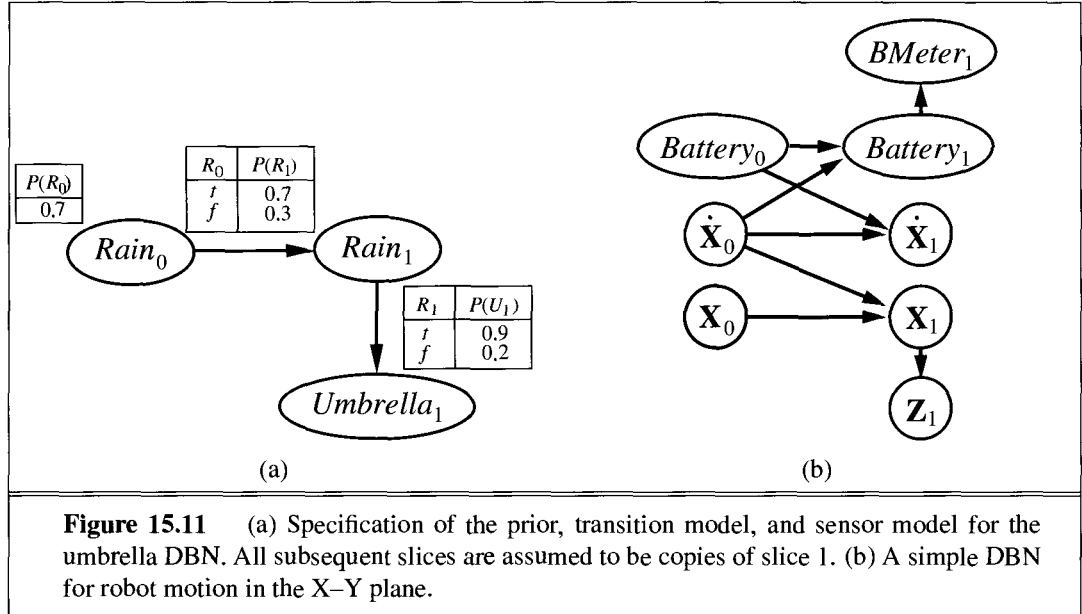 BMeter₁
Battery₀
Battery₁
R₀ P(R₁)
t 0.7
f 0.3
P(R₀)
0.7
Rain₀
Rain₁
Ẋ₀
Ẋ₁
R₁ P(U₁)
t 0.9
f 0.2
X₀
X₁
Umbrella₁
Z₁
(a)
(b)
Figure 15.11 (a) Specification of the prior, transition model, and sensor model for the
umbrella DBN. All subsequent slices are assumed to be copies of slice 1. (b) A simple DBN
for robot motion in the X–Y plane.